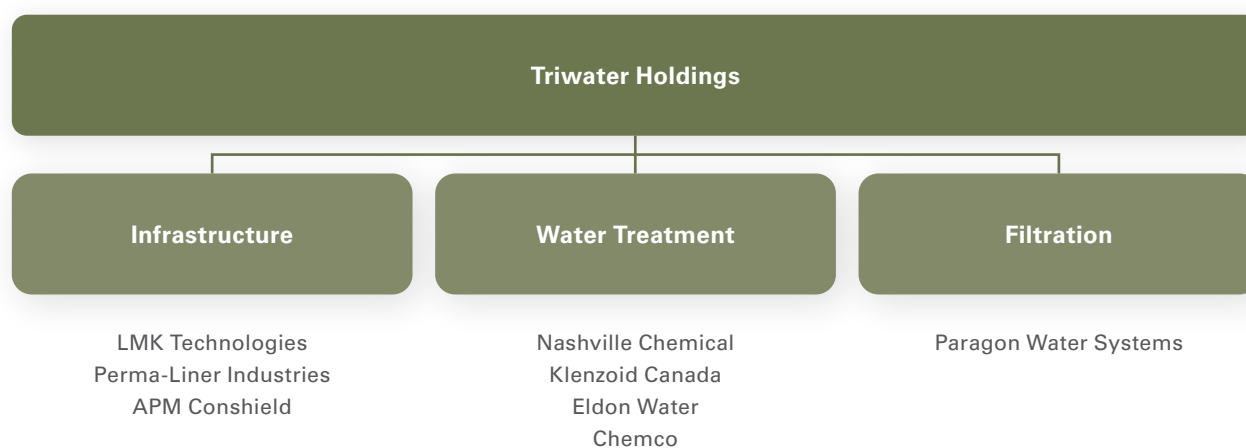 Triwater Holdings
Infrastructure
Water Treatment
Filtration
LMK Technologies
Perma-Liner Industries
APM Conshield
Nashville Chemical
Klenzoid Canada
Eldon Water
Chemco
Paragon Water Systems